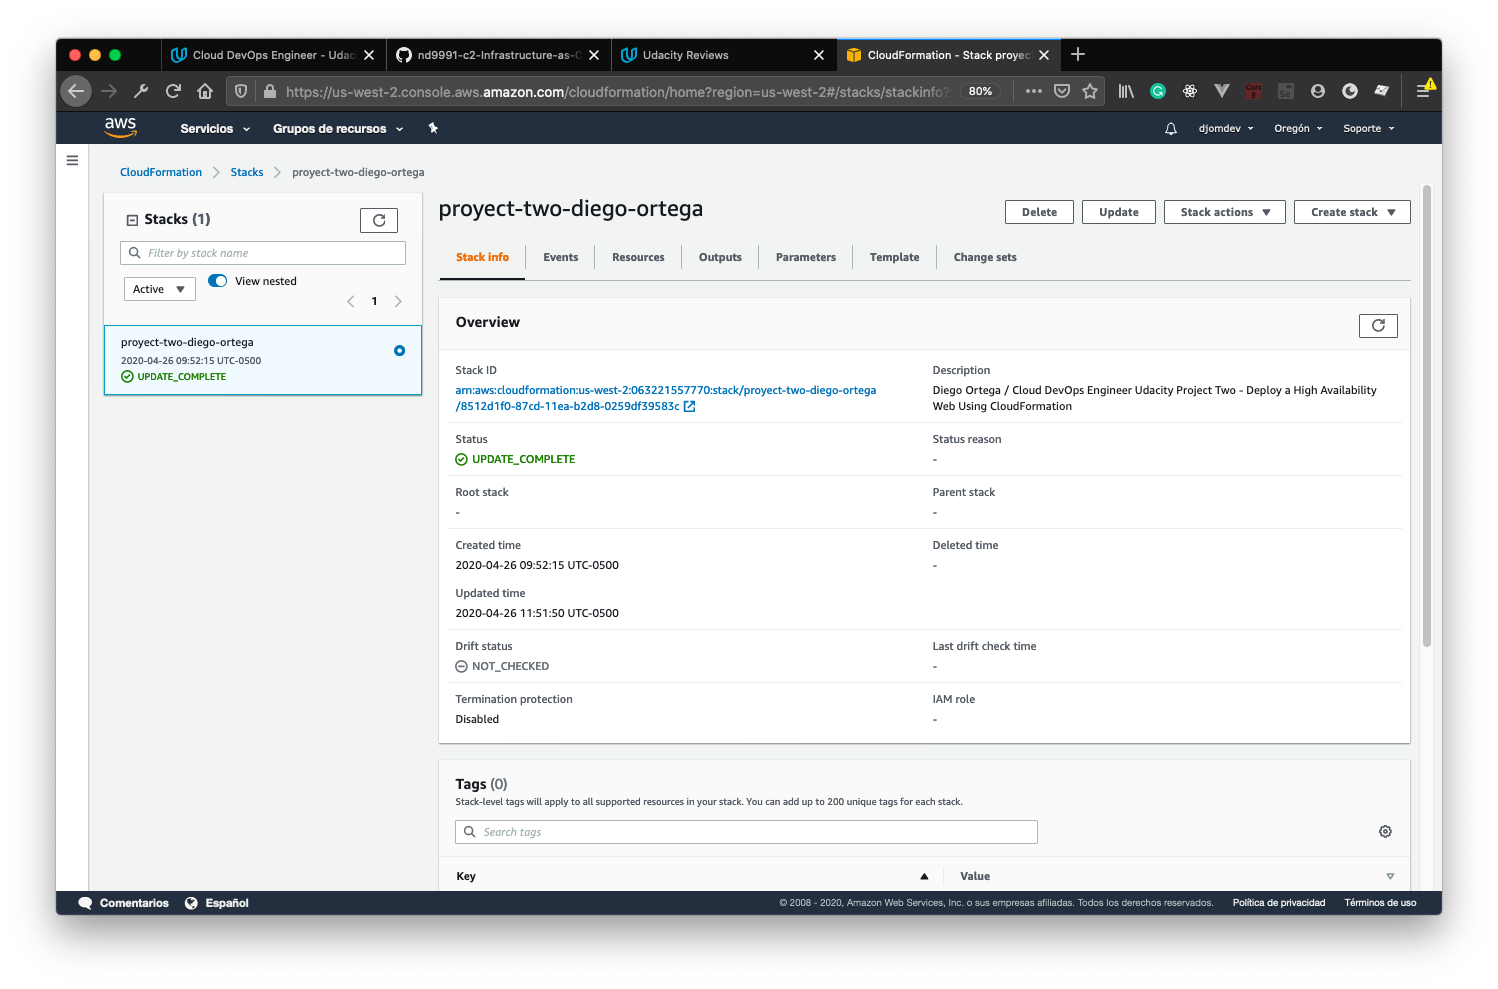 Cloud DevOps Engineer - Udac
nd9991-c2-Infrastructure-as-C
Udacity Reviews
CloudFormation - Stack proyect
https://us-west-2.console.aws.amazon.com/cloudformation/home?region=us-west-2#/stacks/stackinfo?
80%
aws
Servicios
Grupos de recursos
djomdev
Oregón
Soporte
CloudFormation
Stacks
proyect-two-diego-ortega
Stacks (1)
Filter by stack name
Active
View nested
1
proyect-two-diego-ortega
2020-04-26 09:52:15 UTC-0500
UPDATE_COMPLETE
proyect-two-diego-ortega
Delete
Update
Stack actions
Create stack
Stack info
Events
Resources
Outputs
Parameters
Template
Change sets
Overview
Stack ID
arn:aws:cloudformation:us-west-2:063221557770:stack/proyect-two-diego-ortega
/8512d1f0-87cd-11ea-b2d8-0259df39583c
Description
Diego Ortega / Cloud DevOps Engineer Udacity Project Two - Deploy a High Availability
Web Using CloudFormation
Status
UPDATE_COMPLETE
Status reason
-
Root stack
-
Parent stack
-
Created time
2020-04-26 09:52:15 UTC-0500
Deleted time
-
Updated time
2020-04-26 11:51:50 UTC-0500
Drift status
NOT_CHECKED
Last drift check time
-
Termination protection
Disabled
IAM role
-
Tags (0)
Stack-level tags will apply to all supported resources in your stack. You can add up to 200 unique tags for each stack.
Search tags
Key
Value
Comentarios
Español
© 2008 - 2020, Amazon Web Services, Inc. o sus empresas afiliadas. Todos los derechos reservados.
Política de privacidad
Términos de uso